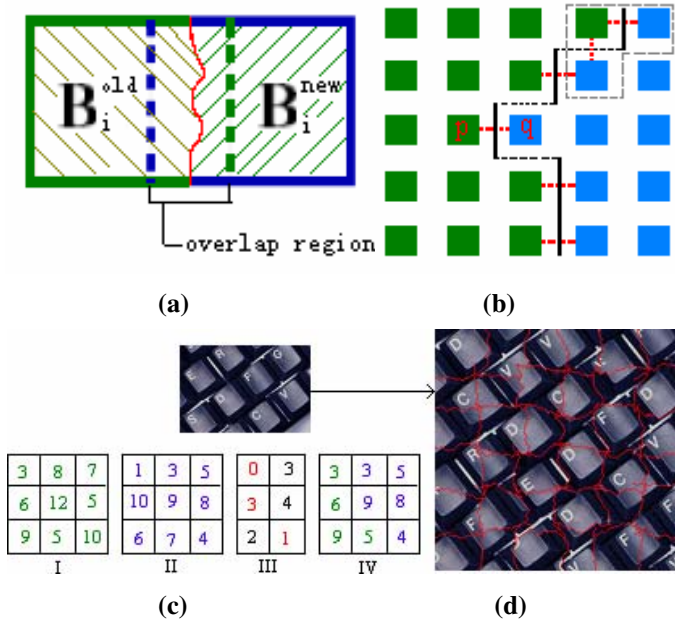 B i old B i new
overlap region
p q
(a) (b)
R G
E F
D V
S C
3 8 7 1 3 5 0 3 3 3 5
6 12 5 10 9 8 3 4 6 9 8
9 5 10 6 7 4 2 1 9 5 4
I II III IV
D V V
D
C C V
R D C V
E D C
F D F
V F
(c) (d)